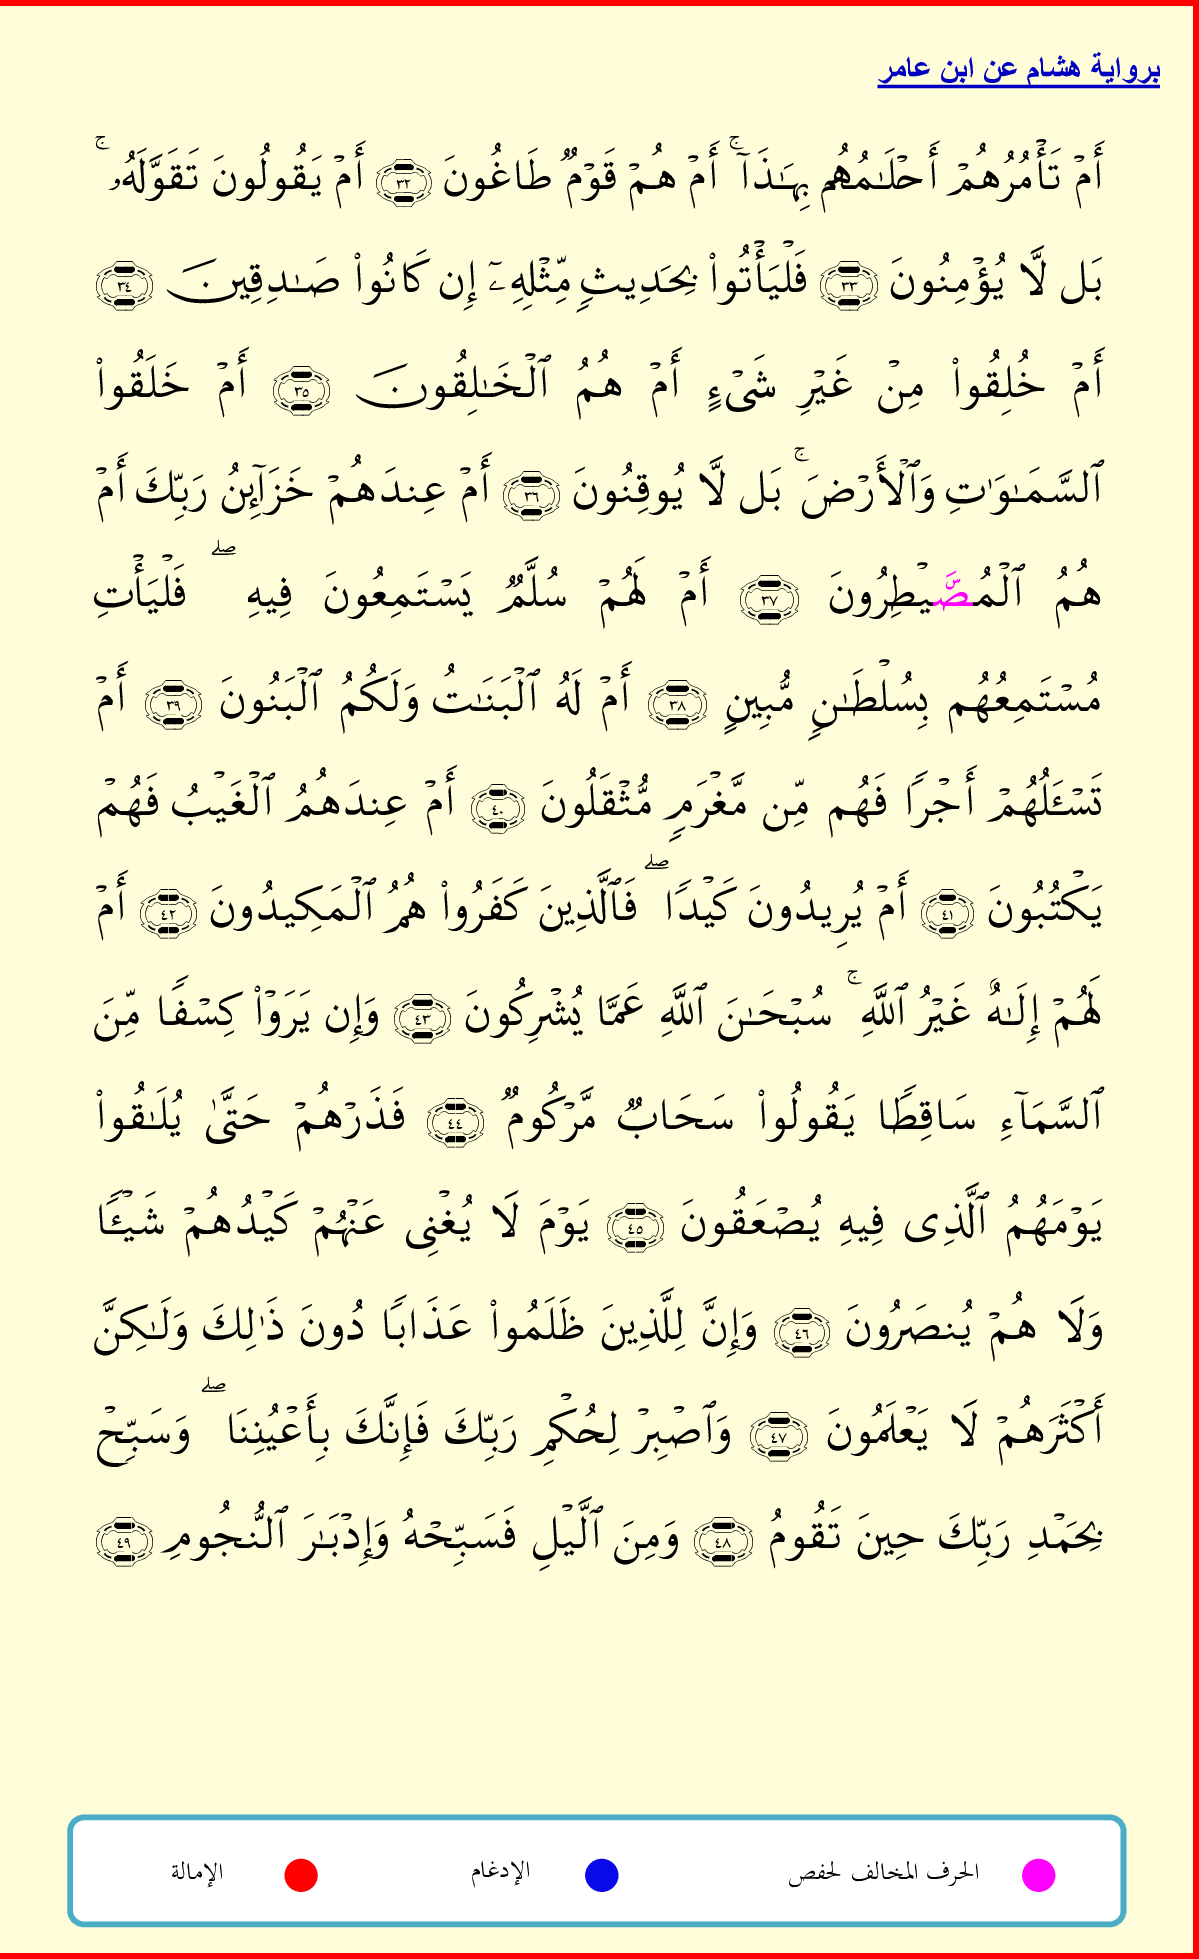 برواية هشام عن ابن عامر
أَمۡ تَأۡمُرُهُمۡ أَحۡلَٰمُهُم بِهَٰذَآۚ أَمۡ هُمۡ قَوۡمٞ طَاغُونَ ٣٢ أَمۡ يَقُولُونَ تَقَوَّلَهُۥۚ
بَل لَّا يُؤۡمِنُونَ ٣٣ فَلۡيَأۡتُواْ بِحَدِيثٖ مِّثۡلِهِۦٓ إِن كَانُواْ صَٰدِقِينَ ٣٤
أَمۡ خُلِقُواْ مِنۡ غَيۡرِ شَيۡءٍ أَمۡ هُمُ ٱلۡخَٰلِقُونَ ٣٥ أَمۡ خَلَقُواْ
ٱلسَّمَٰوَٰتِ وَٱلۡأَرۡضَۚ بَل لَّا يُوقِنُونَ ٣٦ أَمۡ عِندَهُمۡ خَزَآئِنُ رَبِّكَ أَمۡ
هُمُ ٱلۡمُصَۜيۡطِرُونَ ٣٧ أَمۡ لَهُمۡ سُلَّمٞ يَسۡتَمِعُونَ فِيهِۖ فَلۡيَأۡتِ
مُسۡتَمِعُهُم بِسُلۡطَٰنٖ مُّبِينٍ ٣٨ أَمۡ لَهُ ٱلۡبَنَٰتُ وَلَكُمُ ٱلۡبَنُونَ ٣٩ أَمۡ
تَسۡـَٔلُهُمۡ أَجۡرٗا فَهُم مِّن مَّغۡرَمٖ مُّثۡقَلُونَ ٤٠ أَمۡ عِندَهُمُ ٱلۡغَيۡبُ فَهُمۡ
يَكۡتُبُونَ ٤١ أَمۡ يُرِيدُونَ كَيۡدٗاۖ فَٱلَّذِينَ كَفَرُواْ هُمُ ٱلۡمَكِيدُونَ ٤٢ أَمۡ
لَهُمۡ إِلَٰهٌ غَيۡرُ ٱللَّهِۚ سُبۡحَٰنَ ٱللَّهِ عَمَّا يُشۡرِكُونَ ٤٣ وَإِن يَرَوۡاْ كِسۡفٗا مِّنَ
ٱلسَّمَآءِ سَاقِطٗا يَقُولُواْ سَحَابٞ مَّرۡكُومٞ ٤٤ فَذَرۡهُمۡ حَتَّىٰ يُلَٰقُواْ
يَوۡمَهُمُ ٱلَّذِي فِيهِ يُصۡعَقُونَ ٤٥ يَوۡمَ لَا يُغۡنِي عَنۡهُمۡ كَيۡدُهُمۡ شَيۡـٔٗا
وَلَا هُمۡ يُنصَرُونَ ٤٦ وَإِنَّ لِلَّذِينَ ظَلَمُواْ عَذَابٗا دُونَ ذَٰلِكَ وَلَٰكِنَّ
أَكۡثَرَهُمۡ لَا يَعۡلَمُونَ ٤٧ وَٱصۡبِرۡ لِحُكۡمِ رَبِّكَ فَإِنَّكَ بِأَعۡيُنِنَاۖ وَسَبِّحۡ
بِحَمۡدِ رَبِّكَ حِينَ تَقُومُ ٤٨ وَمِنَ ٱلَّيۡلِ فَسَبِّحۡهُ وَإِدۡبَٰرَ ٱلنُّجُومِ ٤٩
الحرف المخالف لحفص الإدغام الإمالة